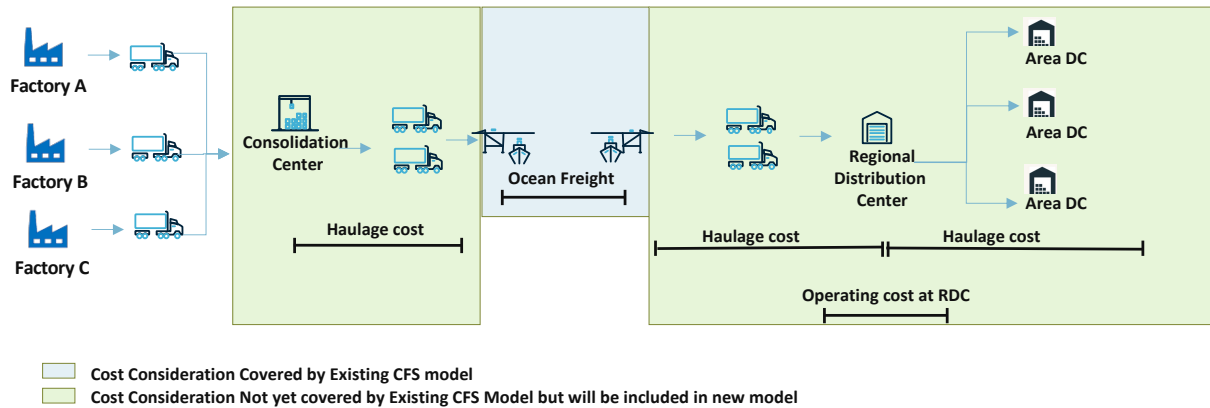 Factory A
Factory B
Factory C
Consolidation
Center
Haulage cost
Ocean Freight
Haulage cost
Regional
Distribution
Center
Haulage cost
Operating cost at RDC
Area DC
Area DC
Area DC
Cost Consideration Covered by Existing CFS model
Cost Consideration Not yet covered by Existing CFS Model but will be included in new model